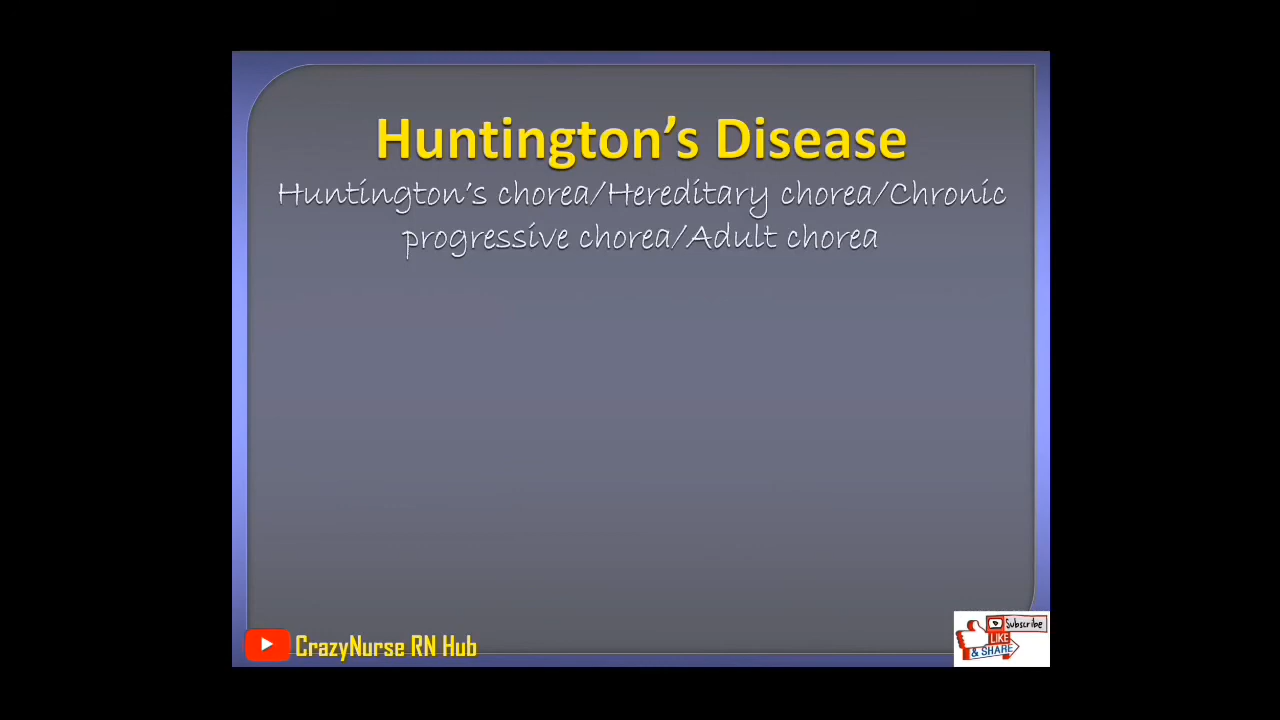 Huntington’s Disease
Huntington’s chorea/Hereditary chorea/Chronic
progressive chorea/Adult chorea
CrazyNurse RN Hub
Subscribe
LIKE
& SHARE